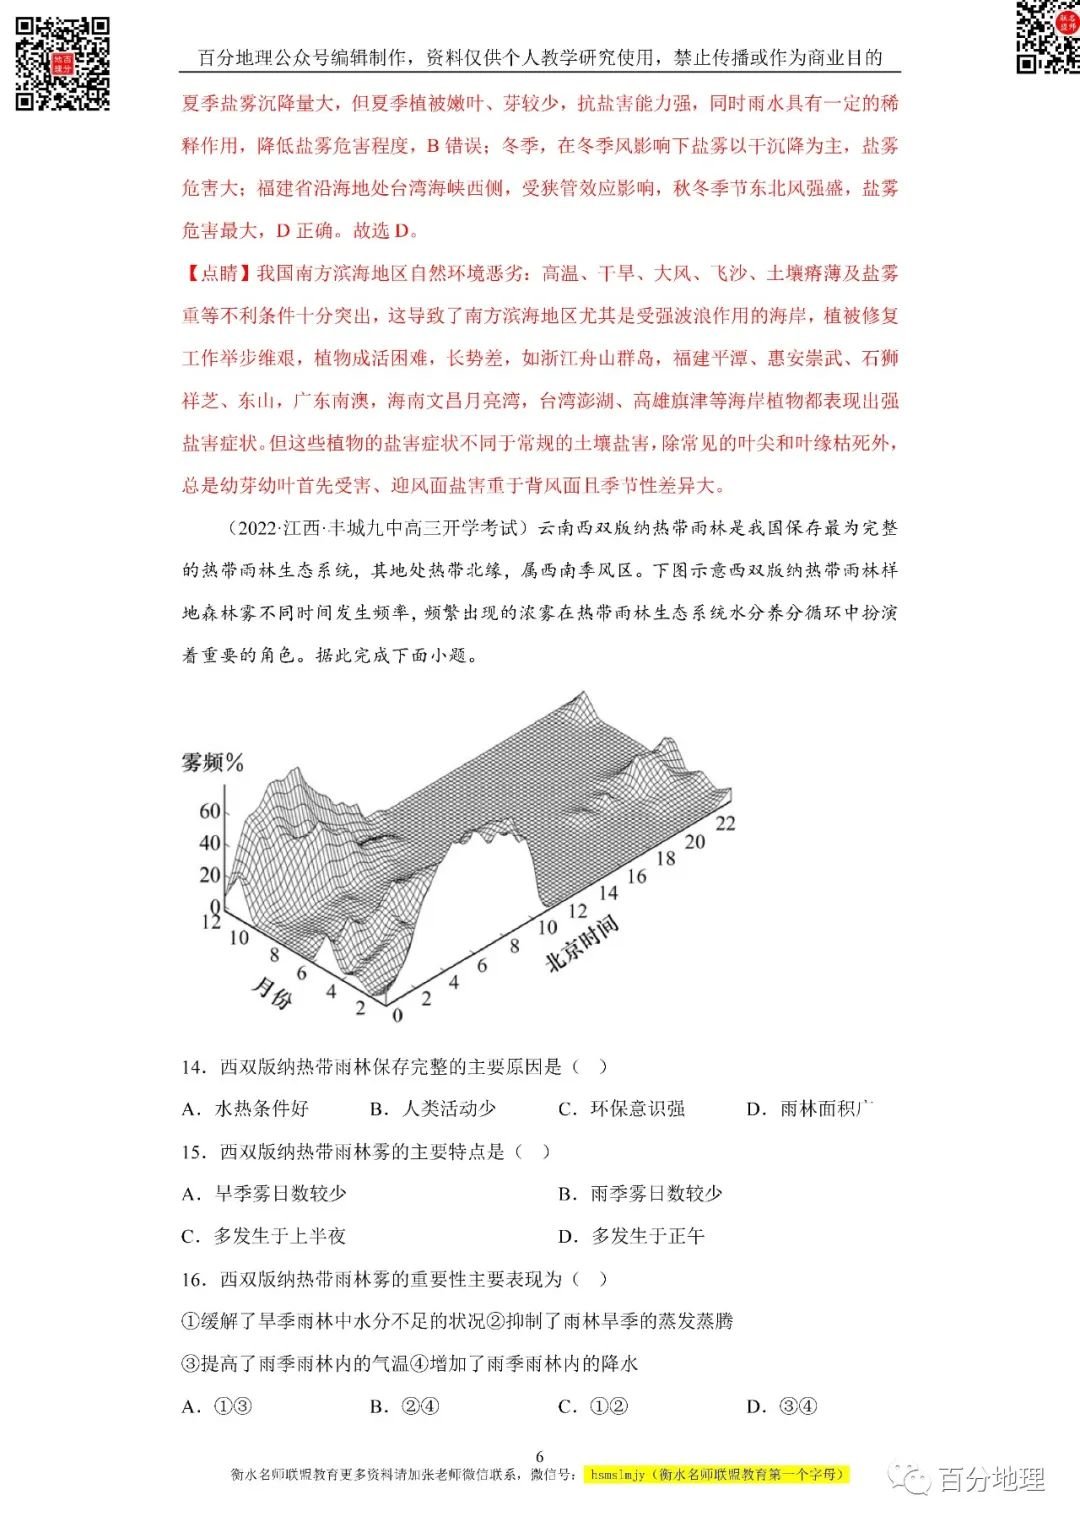 百分地理公众号编辑制作，资料仅供个人教学研究使用，禁止传播或作为商业目的
夏季盐雾沉降量大，但夏季植被嫩叶、芽较少，抗盐害能力强，同时雨水具有一定的稀
释作用，降低盐雾危害程度，B 错误；冬季，在冬季风影响下盐雾以干沉降为主，盐雾
危害大；福建省沿海地处台湾海峡西侧，受狭管效应影响，秋冬季节东北风强盛，盐雾
危害最大，D 正确。故选 D。
【点睛】我国南方滨海地区自然环境恶劣：高温、干旱、大风、飞沙、土壤瘠薄及盐雾
重等不利条件十分突出，这导致了南方滨海地区尤其是受强波浪作用的海岸，植被修复
工作举步维艰，植物成活困难，长势差，如浙江舟山群岛，福建平潭、惠安崇武、石狮
祥芝、东山，广东南澳，海南文昌月亮湾，台湾澎湖、高雄旗津等海岸植物都表现出强
盐害症状。但这些植物的盐害症状不同于常规的土壤盐害，除常见的叶尖和叶缘枯死外，
总是幼芽幼叶首先受害、迎风面盐害重于背风面且季节性差异大。
（2022·江西·丰城九中高三开学考试）云南西双版纳热带雨林是我国保存最为完整
的热带雨林生态系统，其地处热带北缘，属西南季风区。下图示意西双版纳热带雨林样
地森林雾不同时间发生频率，频繁出现的浓雾在热带雨林生态系统水分养分循环中扮演
着重要的角色。据此完成下面小题。
雾频%
60
40
20
0
12
10
8
6
4
2
月份
0
2
4
6
8
10
12
14
16
18
20
22
北京时间
14．西双版纳热带雨林保存完整的主要原因是（ ）
A．水热条件好 B．人类活动少 C．环保意识强 D．雨林面积
15．西双版纳热带雨林雾的主要特点是（ ）
A．旱季雾日数较少 B．雨季雾日数较少
C．多发生于上半夜 D．多发生于正午
16．西双版纳热带雨林雾的重要性主要表现为（ ）
①缓解了旱季雨林中水分不足的状况②抑制了雨林旱季的蒸发蒸腾
③提高了雨季雨林内的气温④增加了雨季雨林内的降水
A．①③ B．②④ C．①② D．③④
6
衡水名师联盟教育更多资料请加张老师微信联系，微信号： hsmslmjy（衡水名师联盟教育第一个字母）
百分地理